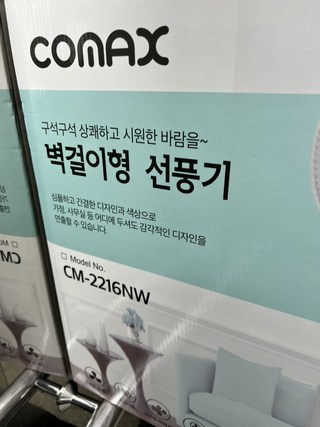 COMAX
구석구석 상쾌하고 시원한 바람을~
벽걸이형 선풍기
심플하고 간결한 디자인과 색상으로
가정, 사무실 등 어디에 두셔도 감각적인 디자인을
연출할 수 있습니다.
□ Model No.
CM-2216NW